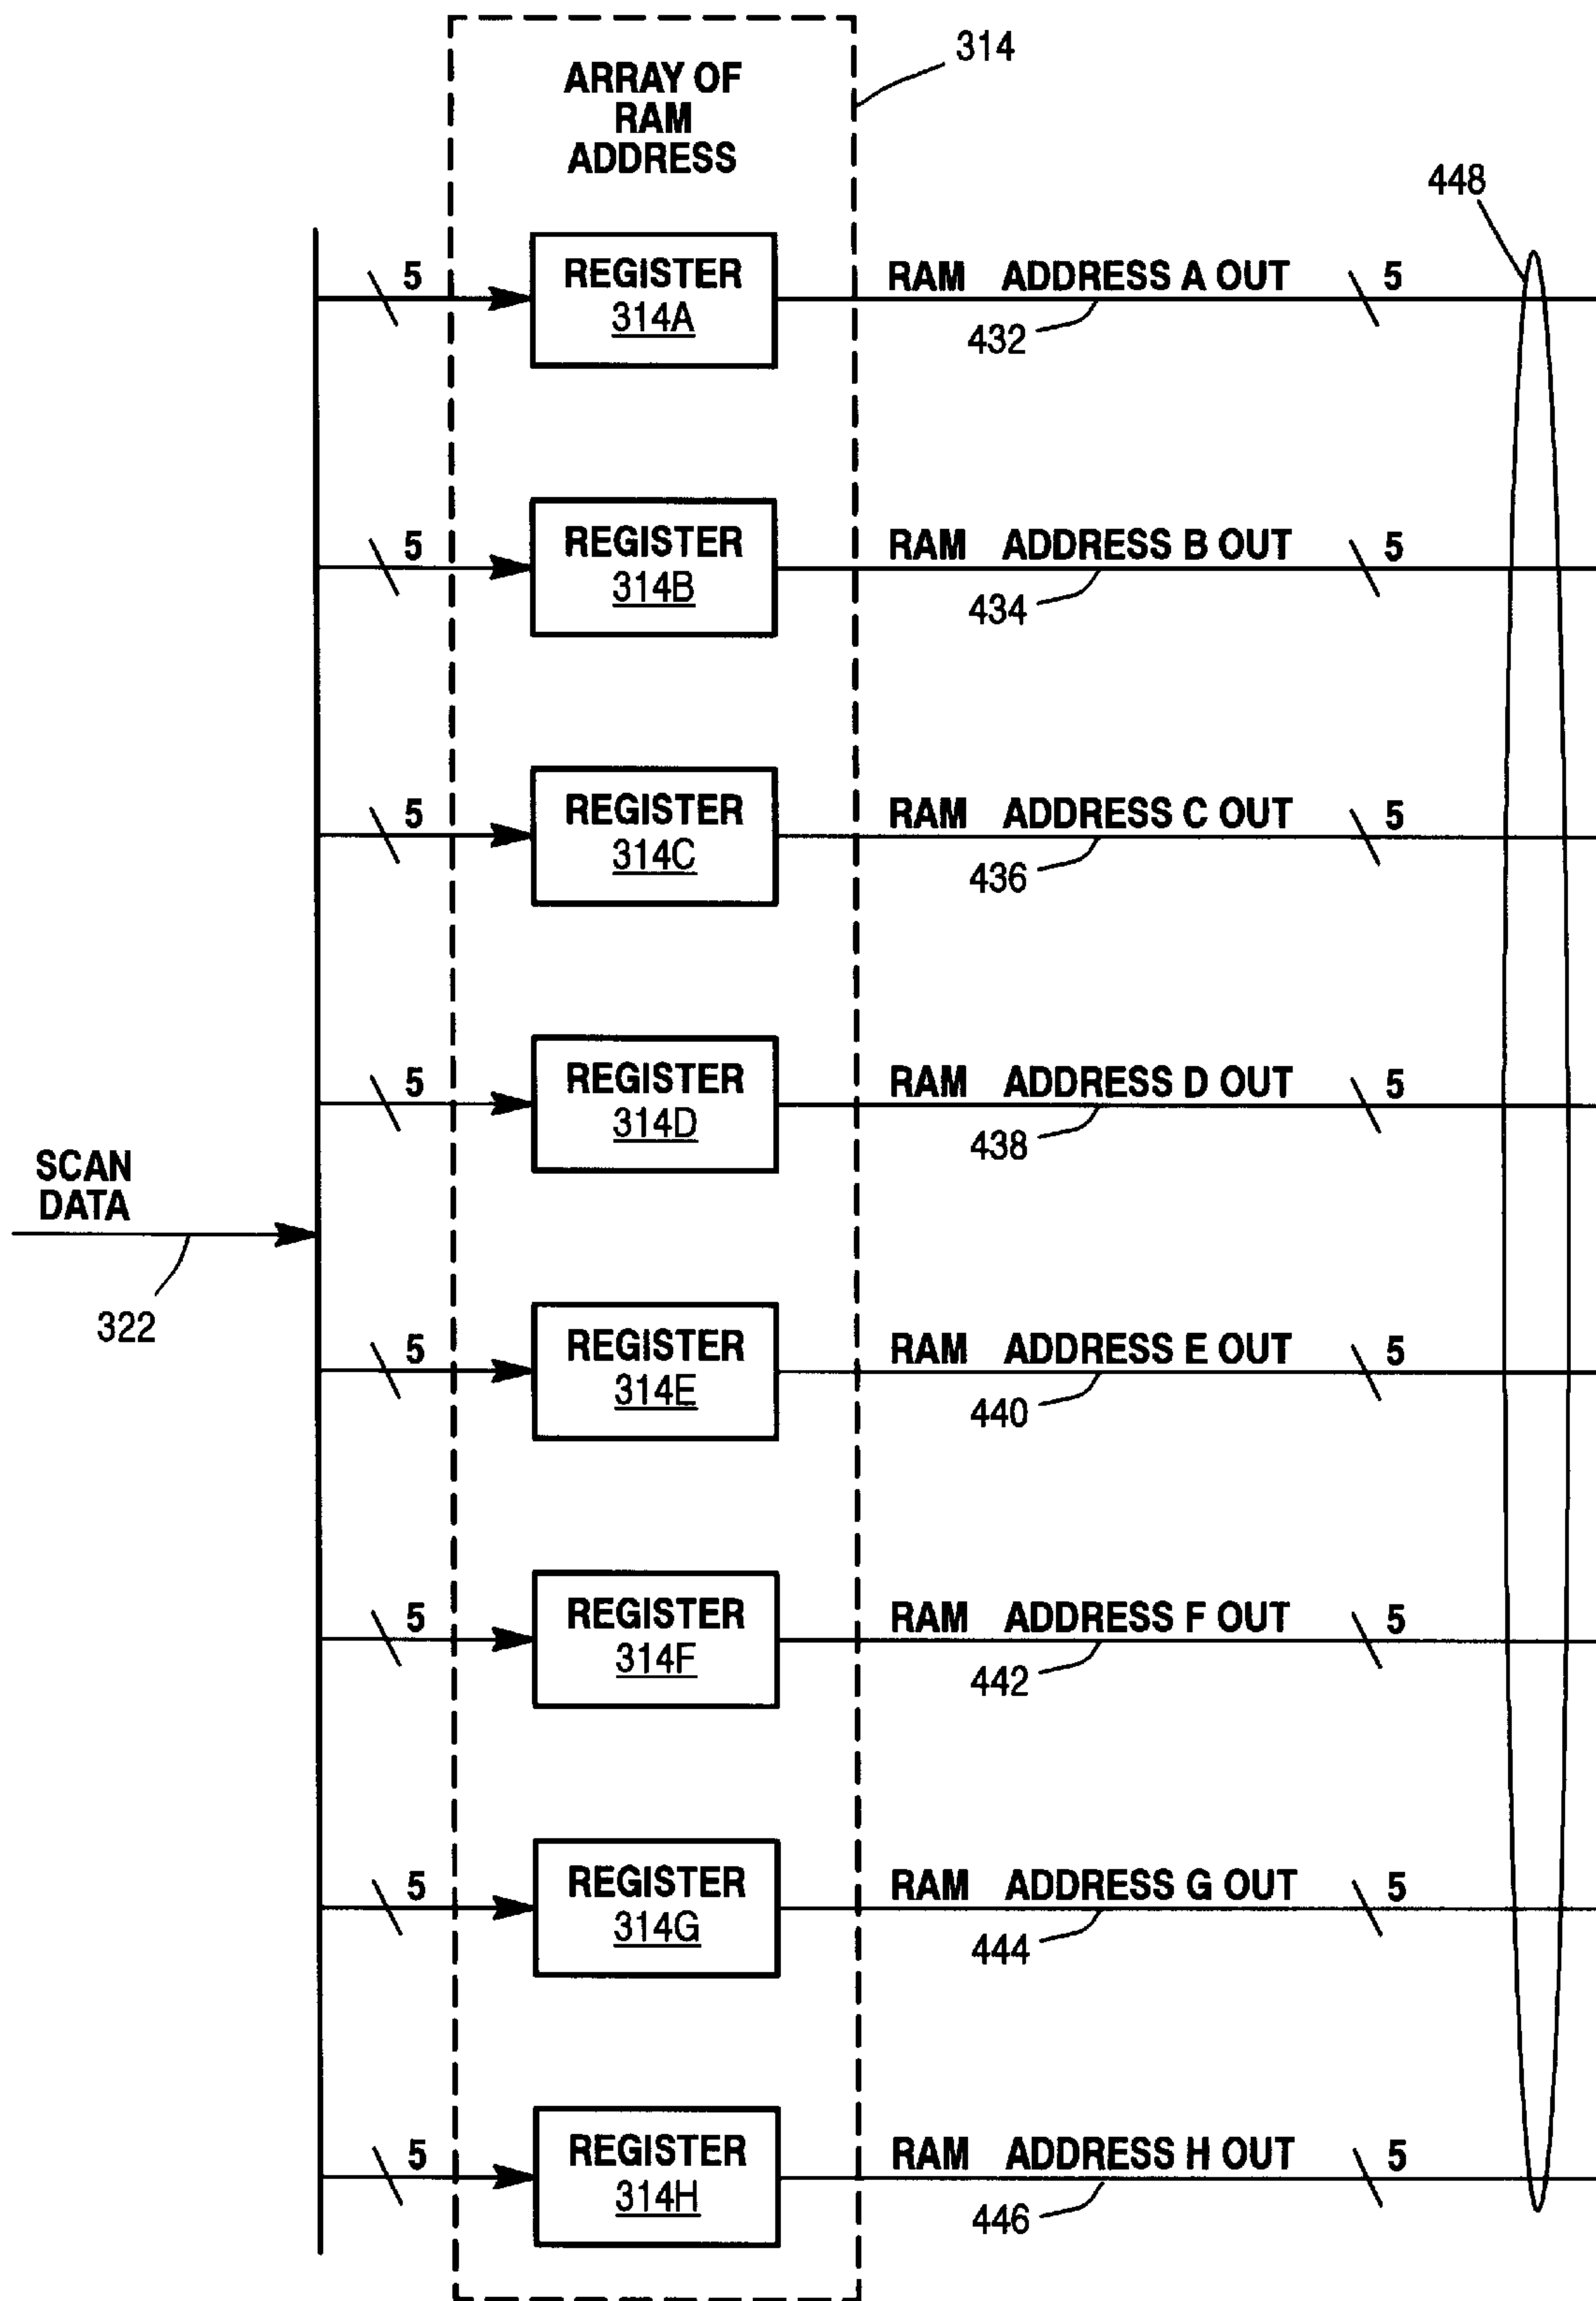 314
ARRAY OF
RAM
ADDRESS
448
5
REGISTER
314A
RAM ADDRESS A OUT
5
432
5
REGISTER
314B
RAM ADDRESS B OUT
5
434
5
REGISTER
314C
RAM ADDRESS C OUT
5
436
5
REGISTER
314D
RAM ADDRESS D OUT
5
438
SCAN
DATA
322
5
REGISTER
314E
RAM ADDRESS E OUT
5
440
5
REGISTER
314F
RAM ADDRESS F OUT
5
442
5
REGISTER
314G
RAM ADDRESS G OUT
5
444
5
REGISTER
314H
RAM ADDRESS H OUT
5
446